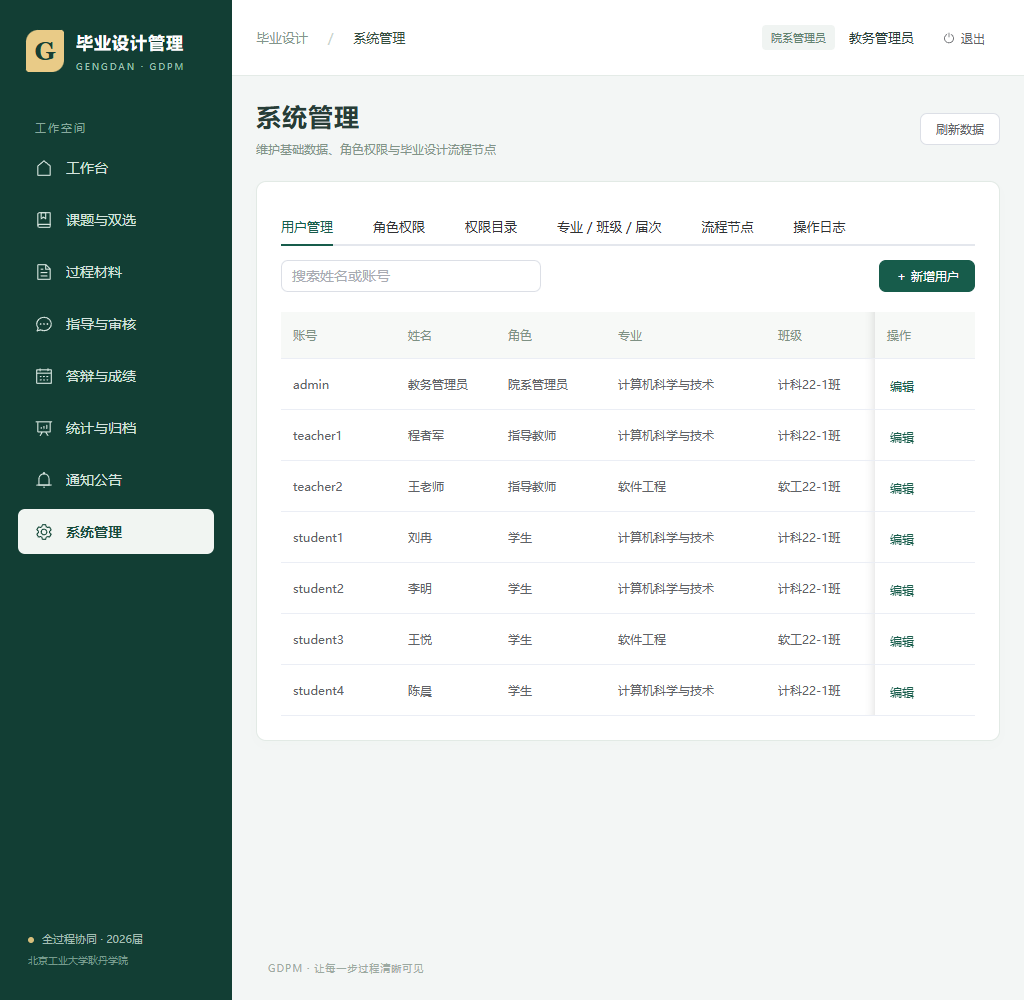 G
毕业设计管理
GENGDAN · GDPM
工作空间
工作台
课题与双选
过程材料
指导与审核
答辩与成绩
统计与归档
通知公告
系统管理
全过程协同 · 2026届
北京工业大学耿丹学院
毕业设计 / 系统管理
院系管理员 教务管理员 退出
系统管理
维护基础数据、角色权限与毕业设计流程节点
刷新数据
用户管理 角色权限 权限目录 专业 / 班级 / 届次 流程节点 操作日志
搜索姓名或账号
+ 新增用户
账号 姓名 角色 专业 班级 操作
admin 教务管理员 院系管理员 计算机科学与技术 计科22-1班 编辑
teacher1 程者军 指导教师 计算机科学与技术 计科22-1班 编辑
teacher2 王老师 指导教师 软件工程 软工22-1班 编辑
student1 刘冉 学生 计算机科学与技术 计科22-1班 编辑
student2 李明 学生 计算机科学与技术 计科22-1班 编辑
student3 王悦 学生 软件工程 软工22-1班 编辑
student4 陈晨 学生 计算机科学与技术 计科22-1班 编辑
GDPM · 让每一步过程清晰可见